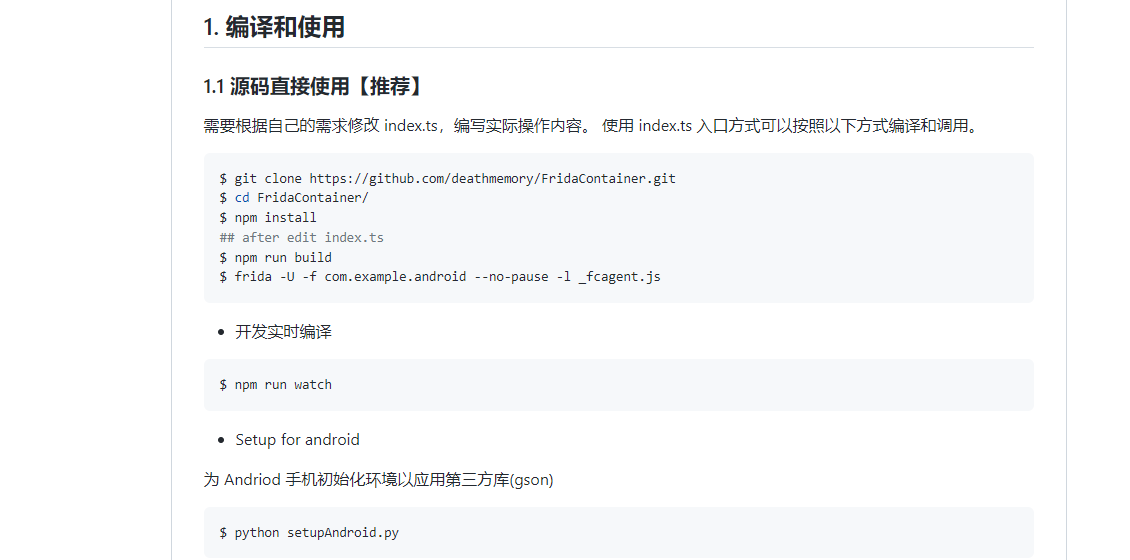 1. 编译和使用
1.1 源码直接使用【推荐】
需要根据自己的需求修改 index.ts，编写实际操作内容。 使用 index.ts 入口方式可以按照以下方式编译和调用。
$ git clone https://github.com/deathmemory/FridaContainer.git
$ cd FridaContainer/
$ npm install
## after edit index.ts
$ npm run build
$ frida -U -f com.example.android --no-pause -l _fcagent.js
• 开发实时编译
$ npm run watch
• Setup for android
为 Andriod 手机初始化环境以应用第三方库(gson)
$ python setupAndroid.py